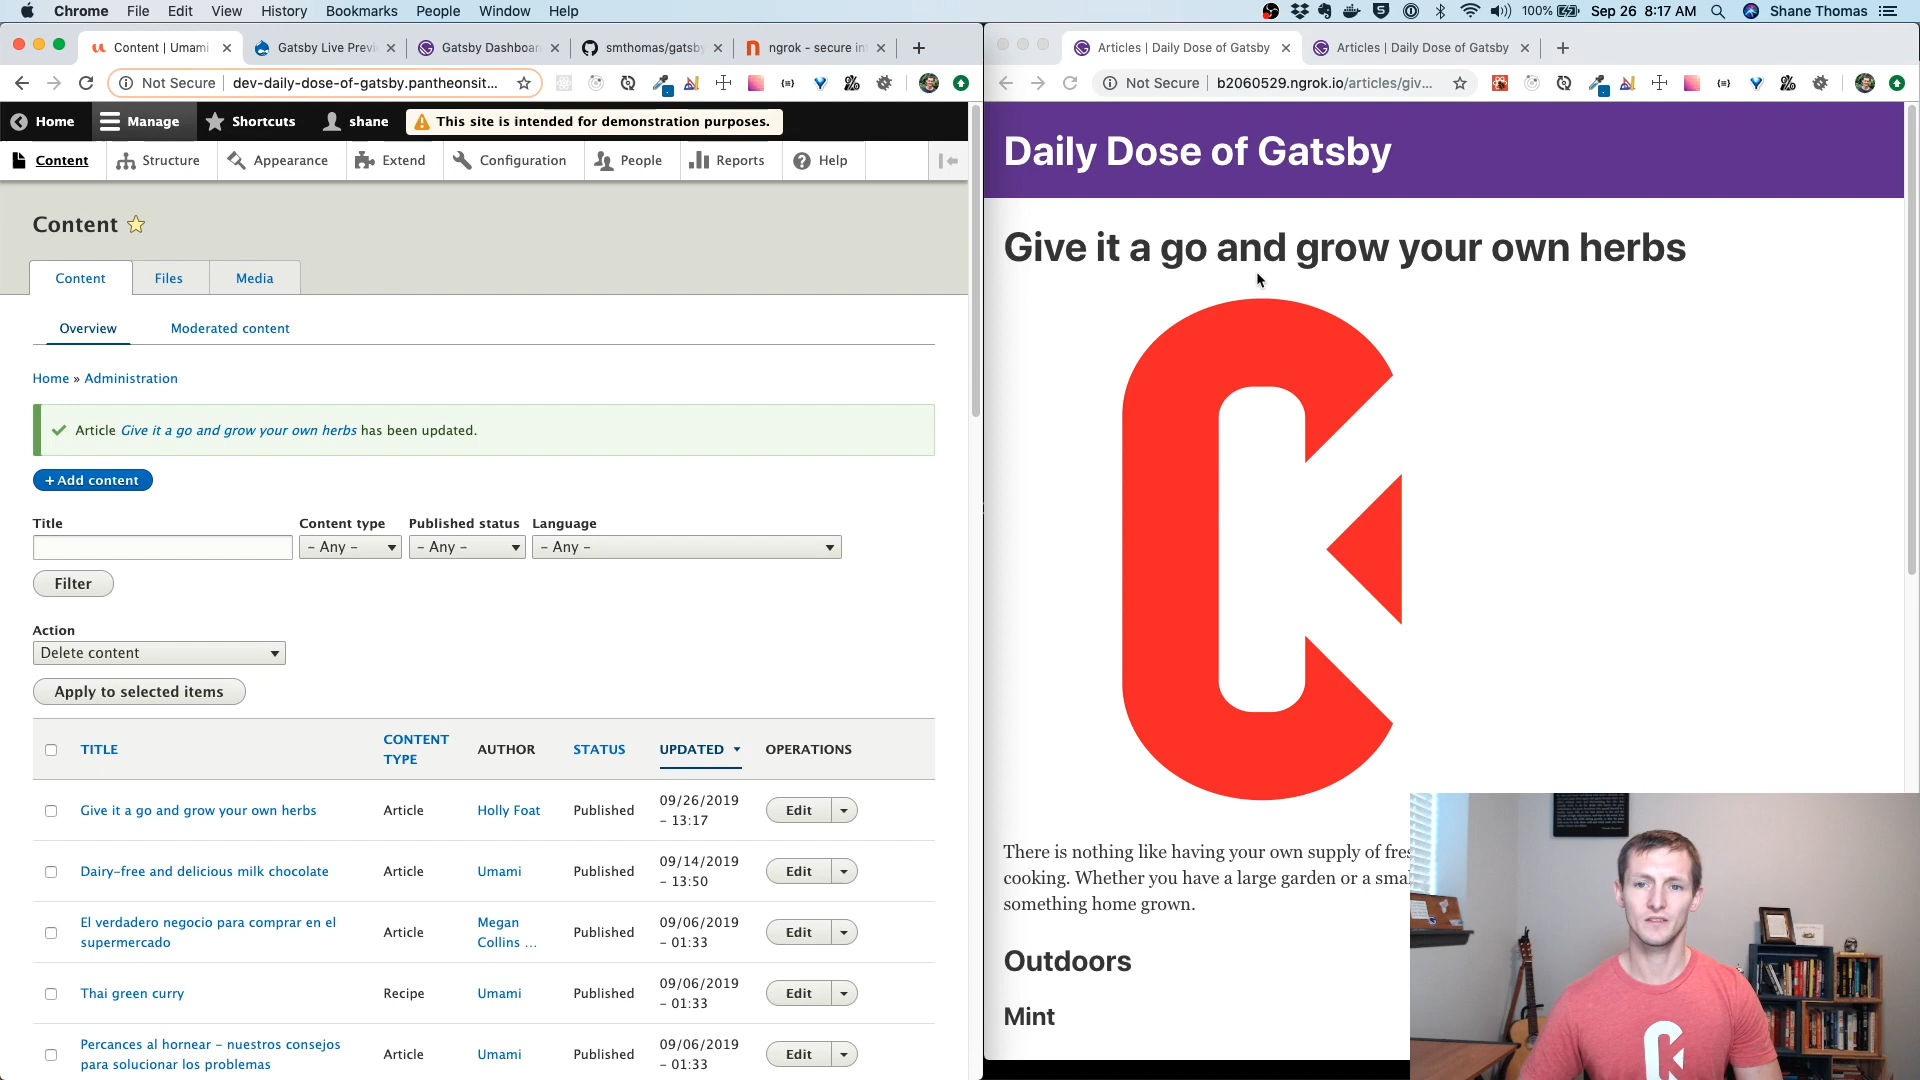 Chrome File Edit View History Bookmarks People Window Help
100% Sep 26 8:17 AM Shane Thomas
Content | Umami
Gatsby Live Previ
Gatsby Dashboar
smthomas/gatsby
ngrok - secure in
Not Secure dev-daily-dose-of-gatsby.pantheonsit...
Home Manage Shortcuts shane This site is intended for demonstration purposes.
Content Structure Appearance Extend Configuration People Reports Help
Content
Content Files Media
Overview Moderated content
Home » Administration
Article Give it a go and grow your own herbs has been updated.
+ Add content
Title Content type Published status Language
- Any - - Any - - Any -
Filter
Action
Delete content
Apply to selected items
TITLE CONTENT TYPE AUTHOR STATUS UPDATED OPERATIONS
Give it a go and grow your own herbs Article Holly Foat Published 09/26/2019 - 13:17 Edit
Dairy-free and delicious milk chocolate Article Umami Published 09/14/2019 - 13:50 Edit
El verdadero negocio para comprar en el supermercado Article Megan Collins ... Published 09/06/2019 - 01:33 Edit
Thai green curry Recipe Umami Published 09/06/2019 - 01:33 Edit
Percances al hornear - nuestros consejos para solucionar los problemas Article Umami Published 09/06/2019 - 01:33 Edit
Articles | Daily Dose of Gatsby
Articles | Daily Dose of Gatsby
Not Secure b2060529.ngrok.io/articles/giv...
Daily Dose of Gatsby
Give it a go and grow your own herbs
There is nothing like having your own supply of fres
cooking. Whether you have a large garden or a smal
something home grown.
Outdoors
Mint